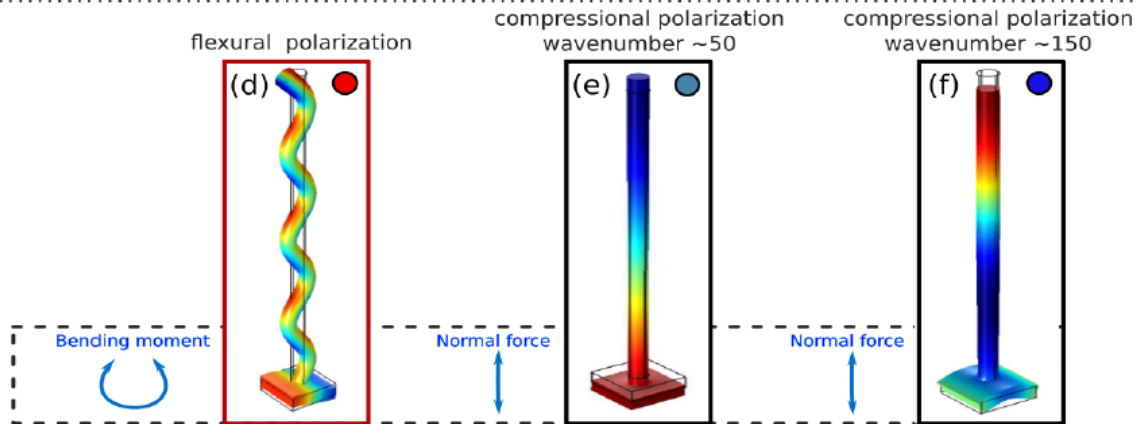 flexural polarization
compressional polarization
wavenumber ~50
compressional polarization
wavenumber ~150
(d)
(e)
(f)
Bending moment
Normal force
Normal force